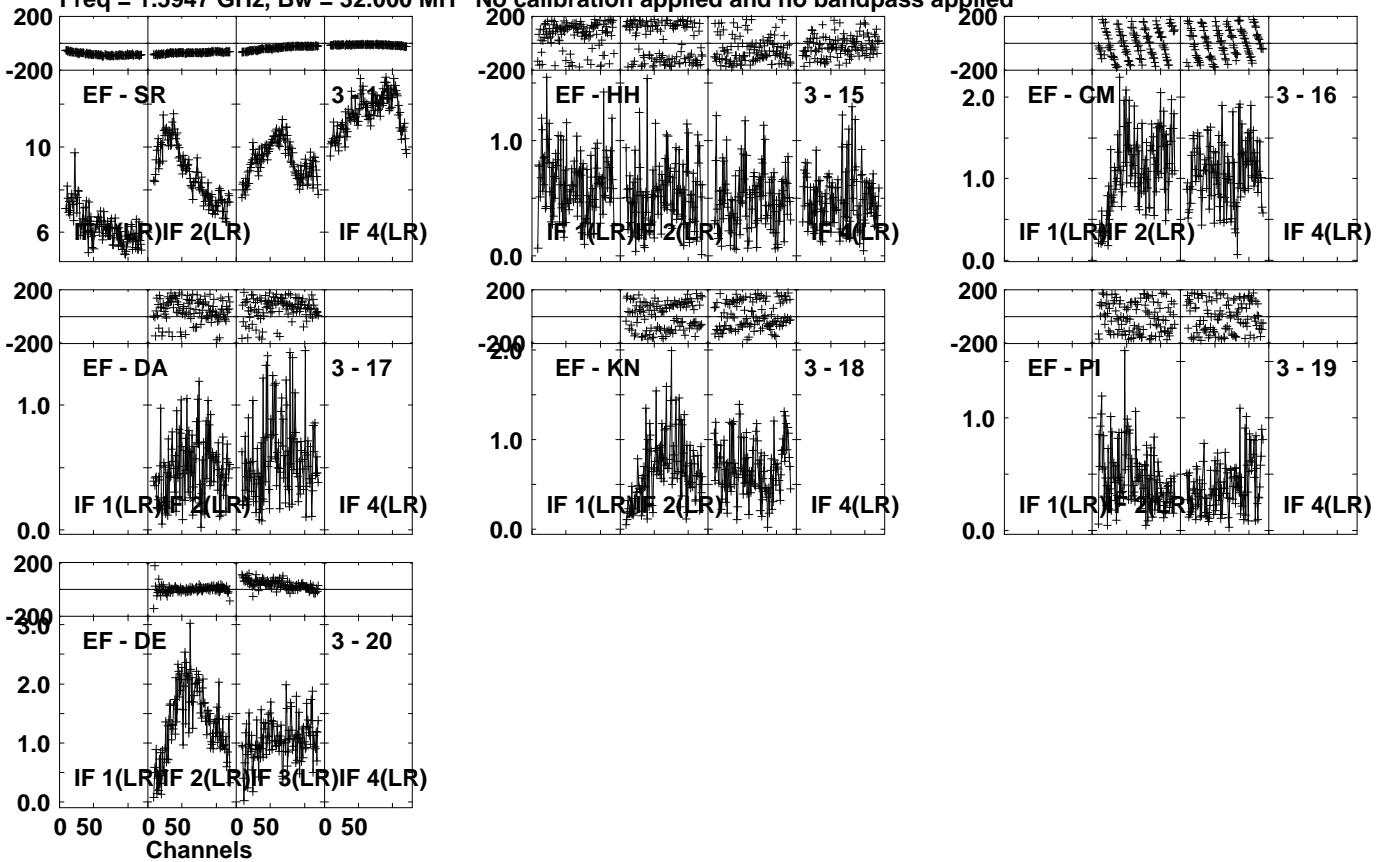 Freq = 1.5947 GHz, Bw = 32.000 MH No calibration applied and no bandpass applied
200
-200
EF - SR
10
6
IF 2(LR)
IF 4(LR)
200
-200
EF - HH
3 - 15
1.0
0.0
IF 1(LR)
IF 2(LR)
IF 4(LR)
200
-200
EF - CM
3 - 16
2.0
1.0
0.0
IF 1(LR)
IF 2(LR)
IF 4(LR)
200
-200
EF - DA
3 - 17
1.0
0.0
IF 1(LR)
IF 2(LR)
IF 4(LR)
200
-200
2.0
EF - KN
3 - 18
1.0
0.0
IF 1(LR)
IF 2(LR)
IF 4(LR)
200
-200
EF - PI
3 - 19
1.0
0.0
IF 1(LR)
IF 2(LR)
IF 4(LR)
200
-200
3.0
EF - DE
3 - 20
2.0
1.0
0.0
IF 1(LR)
IF 2(LR)
IF 3(LR)
IF 4(LR)
0 50
0 50
0 50
0 50
Channels